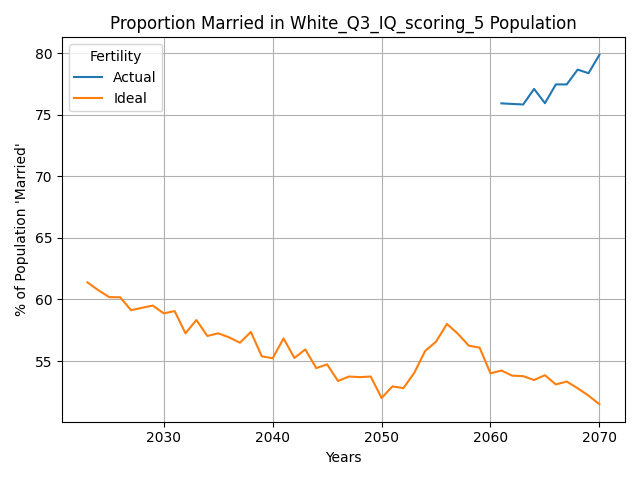 Proportion Married in White_Q3_IQ_scoring_5 Population
% of Population 'Married'
80
75
70
65
60
55
Fertility
Actual
Ideal
2030
2040
2050
2060
2070
Years